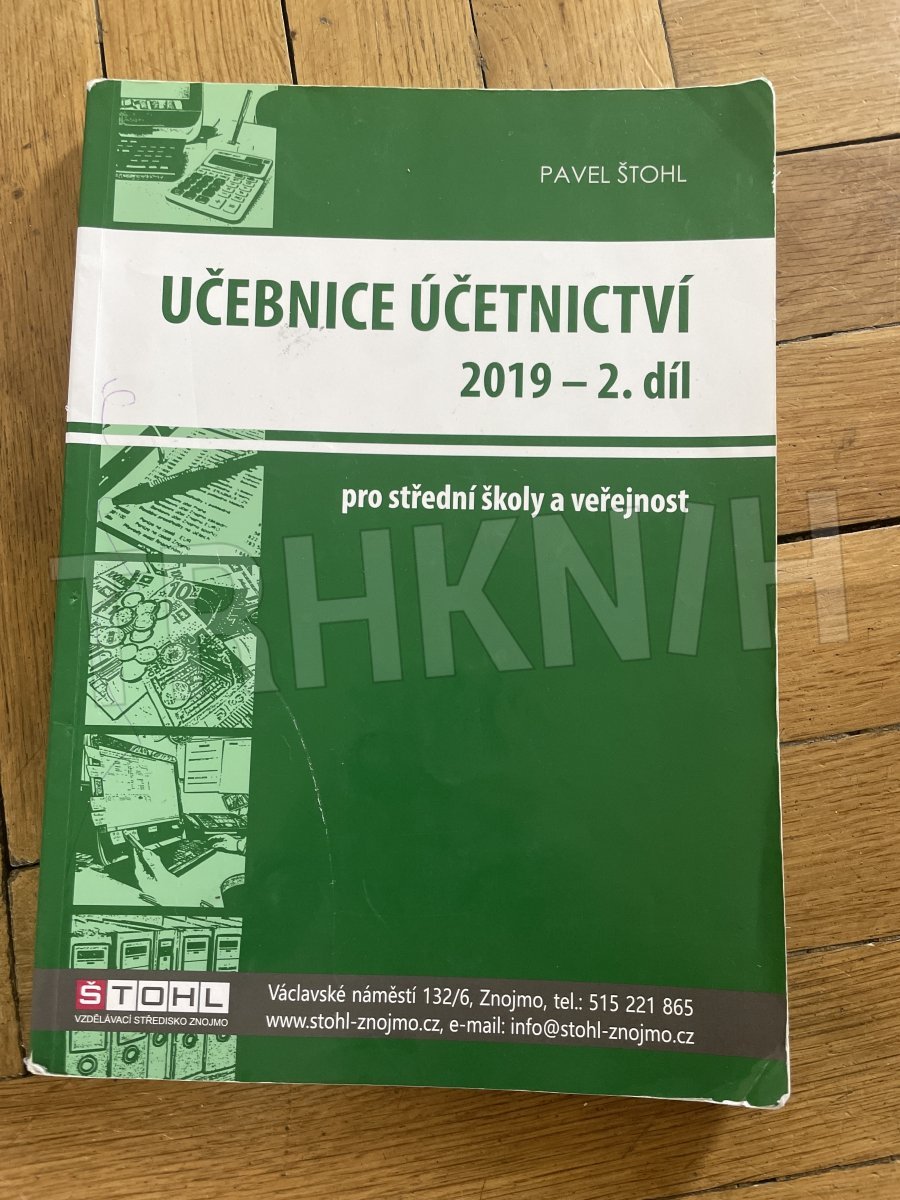 PAVEL ŠTOHL
UČEBNICE ÚČETNICTVÍ
2019 – 2. díl
pro střední školy a veřejnost
TRHKNIH
ŠTOHL
VZDĚLÁVACÍ STŘEDISKO ZNOJMO
Václavské náměstí 132/6, Znojmo, tel.: 515 221 865
www.stohl-znojmo.cz, e-mail: info@stohl-znojmo.cz